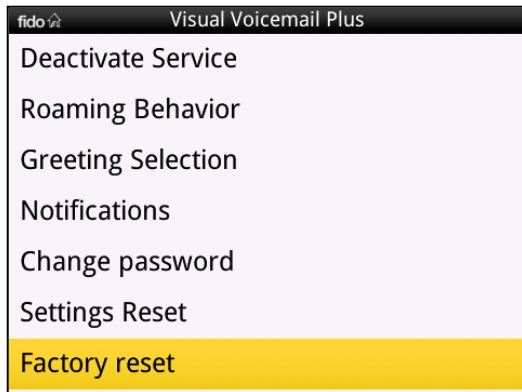 fido Visual Voicemail Plus
Deactivate Service
Roaming Behavior
Greeting Selection
Notifications
Change password
Settings Reset
Factory reset